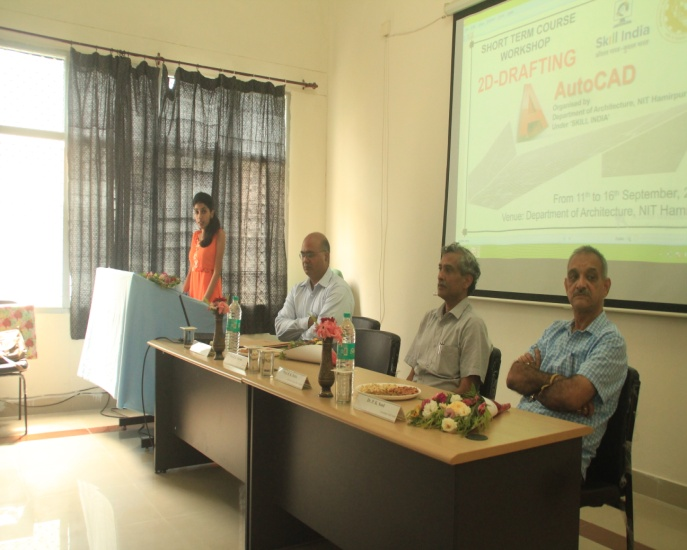 SHORT TERM COURSE
WORKSHOP
Skill India
2D-DRAFTING
AutoCAD
Organised by
Department of Architecture, NIT Hamirpur
Under 'SKILL INDIA'
From 11th to 16th September, 2
Venue: Department of Architecture, NIT Hami